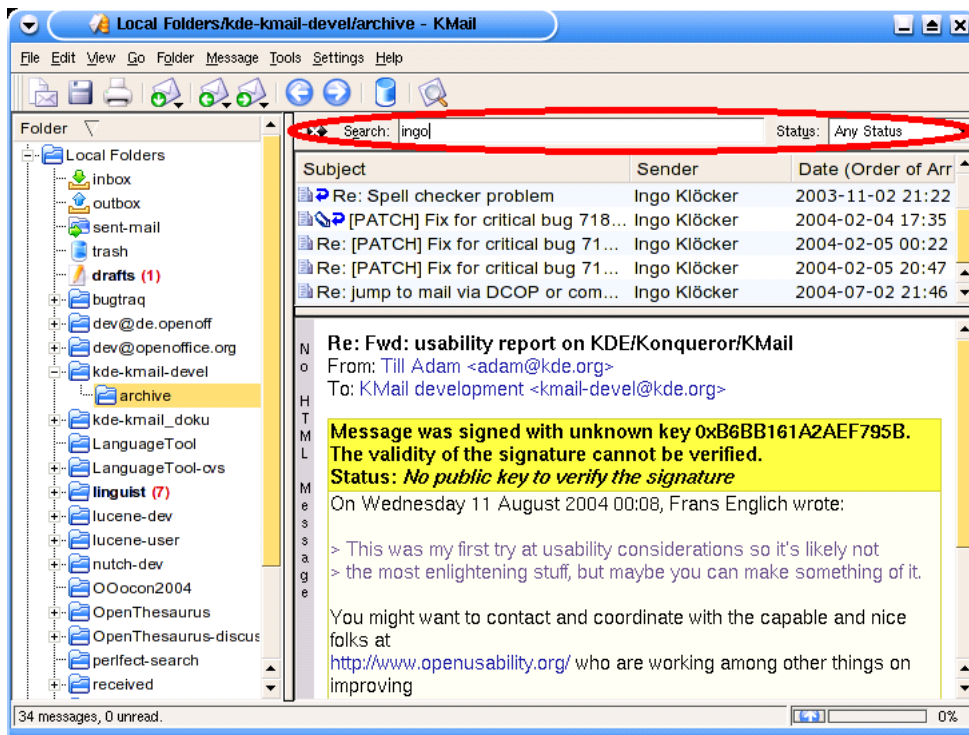 Local Folders/kde-kmail-devel/archive - KMail
File Edit View Go Folder Message Tools Settings Help
Folder
Local Folders
inbox
outbox
sent-mail
trash
drafts (1)
bugtraq
dev@de.openoff
dev@openoffice.org
kde-kmail-devel
archive
kde-kmail_doku
LanguageTool
LanguageTool-cvs
linguist (7)
lucene-dev
lucene-user
nutch-dev
OOocon2004
OpenThesaurus
OpenThesaurus-discus
perlfect-search
received
Search: ingo Status: Any Status
Subject Sender Date (Order of Arr
Re: Spell checker problem Ingo Klöcker 2003-11-02 21:22
[PATCH] Fix for critical bug 718... Ingo Klöcker 2004-02-04 17:35
Re: [PATCH] Fix for critical bug 71... Ingo Klöcker 2004-02-05 00:22
Re: [PATCH] Fix for critical bug 71... Ingo Klöcker 2004-02-05 20:47
Re: jump to mail via DCOP or com... Ingo Klöcker 2004-07-02 21:46
No HTML Message
Re: Fwd: usability report on KDE/Konqueror/KMail
From: Till Adam <adam@kde.org>
To: KMail development <kmail-devel@kde.org>
Message was signed with unknown key 0xB6BB161A2AEF795B.
The validity of the signature cannot be verified.
Status: No public key to verify the signature
On Wednesday 11 August 2004 00:08, Frans Englich wrote:
> This was my first try at usability considerations so it's likely not
> the most enlightening stuff, but maybe you can make something of it.
You might want to contact and coordinate with the capable and nice
folks at
http://www.openusability.org/ who are working among other things on
improving
34 messages, 0 unread.
0%